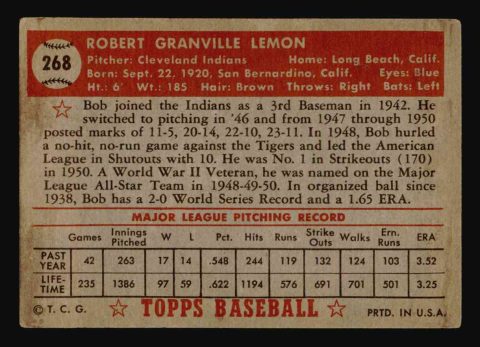 268
ROBERT GRANVILLE LEMON
Pitcher: Cleveland Indians Home: Long Beach, Calif.
Born: Sept. 22, 1920, San Bernardino, Calif. Eyes: Blue
Ht.: 6' Wt.: 185 Hair: Brown Throws: Right Bats: Left
Bob joined the Indians as a 3rd Baseman in 1942. He
switched to pitching in '46 and from 1947 through 1950
posted marks of 11-5, 20-14, 22-10, 23-11. In 1948, Bob hurled
a no-hit, no-run game against the Tigers and led the American
League in Shutouts with 10. He was No. 1 in Strikeouts (170)
in 1950. A World War II Veteran, he was named on the Major
League All-Star Team in 1948-49-50. In organized ball since
1938, Bob has a 2-0 World Series Record and a 1.65 ERA.
MAJOR LEAGUE PITCHING RECORD
Games Innings Pitched W L Pct. Hits Runs Strike Outs Walks Ern. Runs ERA
PAST YEAR 42 263 17 14 .548 244 119 132 124 103 3.52
LIFE-TIME 235 1386 97 59 .622 1194 576 501 701 501 3.25
© T. C. G. TOPPS BASEBALL PRTD. IN U.S.A.